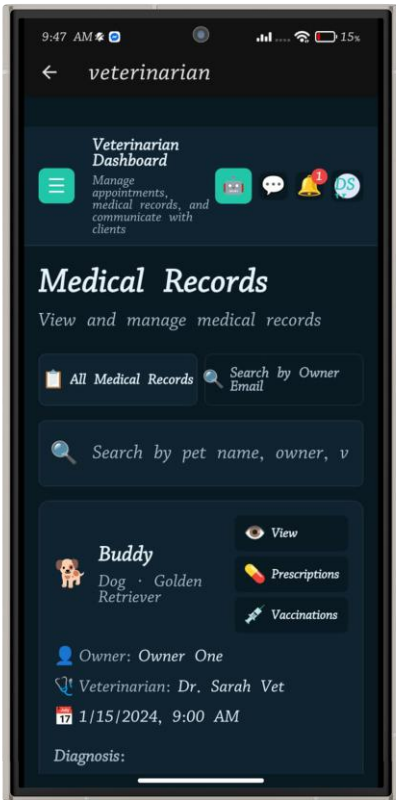 9:47 AM
15%
veterinarian
Veterinarian
Dashboard
Manage
appointments,
medical records, and
communicate with
clients
1
DS
Medical Records
View and manage medical records
All Medical Records
Search by Owner
Email
Search by pet name, owner, v
Buddy
Dog · Golden
Retriever
View
Prescriptions
Vaccinations
Owner: Owner One
Veterinarian: Dr. Sarah Vet
1/15/2024, 9:00 AM
Diagnosis: